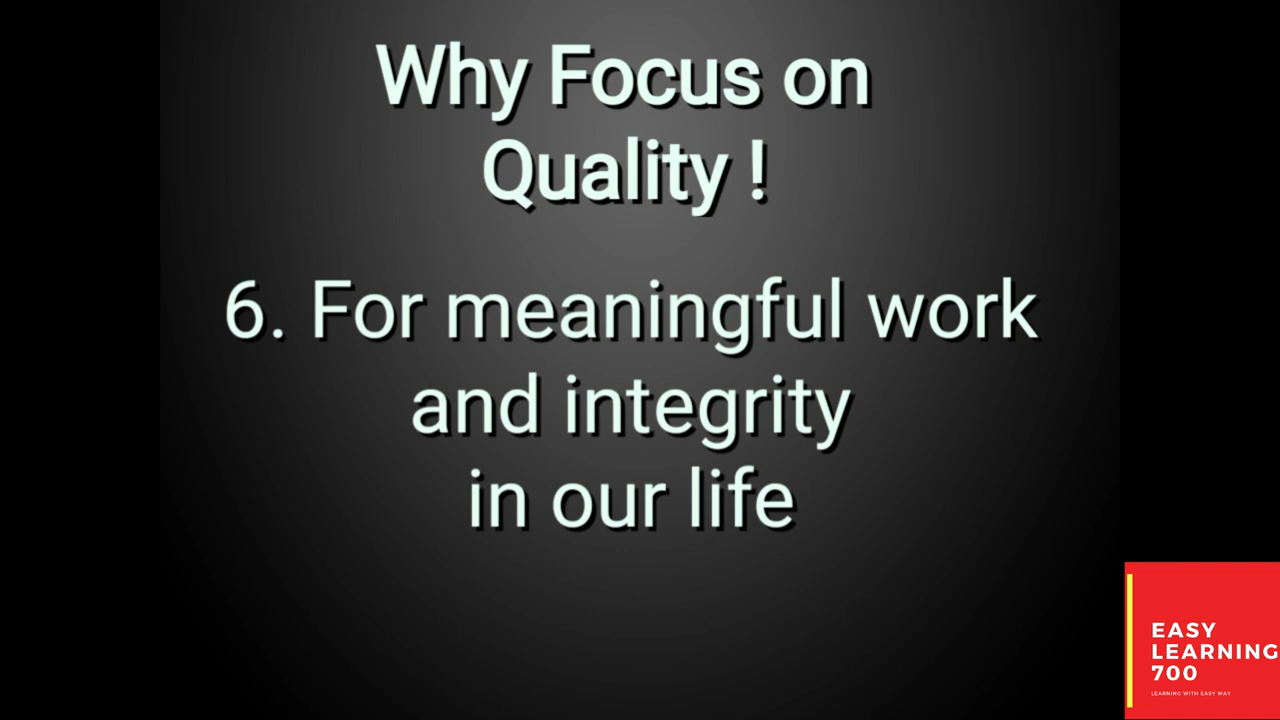 Why Focus on
Quality !
6. For meaningful work
and integrity
in our life
EASY
LEARNING
700
LEARNING WITH EASY WAY